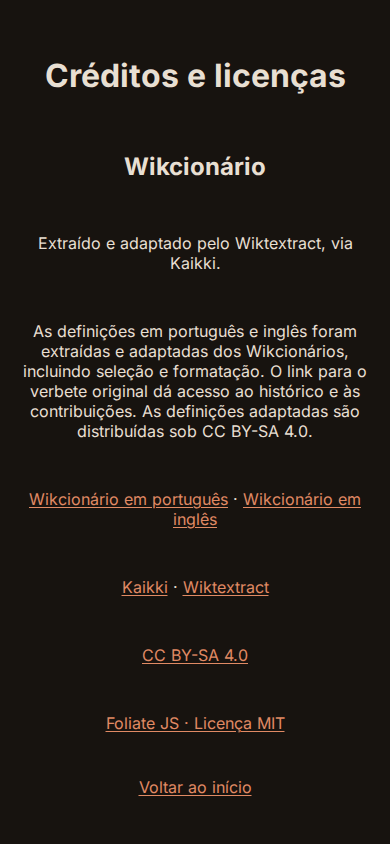 Créditos e licenças
Wikcionário
Extraído e adaptado pelo Wiktextract, via
Kaikki.
As definições em português e inglês foram
extraídas e adaptadas dos Wikcionários,
incluindo seleção e formatação. O link para o
verbete original dá acesso ao histórico e às
contribuições. As definições adaptadas são
distribuídas sob CC BY-SA 4.0.
Wikcionário em português · Wikcionário em
inglês
Kaikki · Wiktextract
CC BY-SA 4.0
Foliate JS · Licença MIT
Voltar ao início